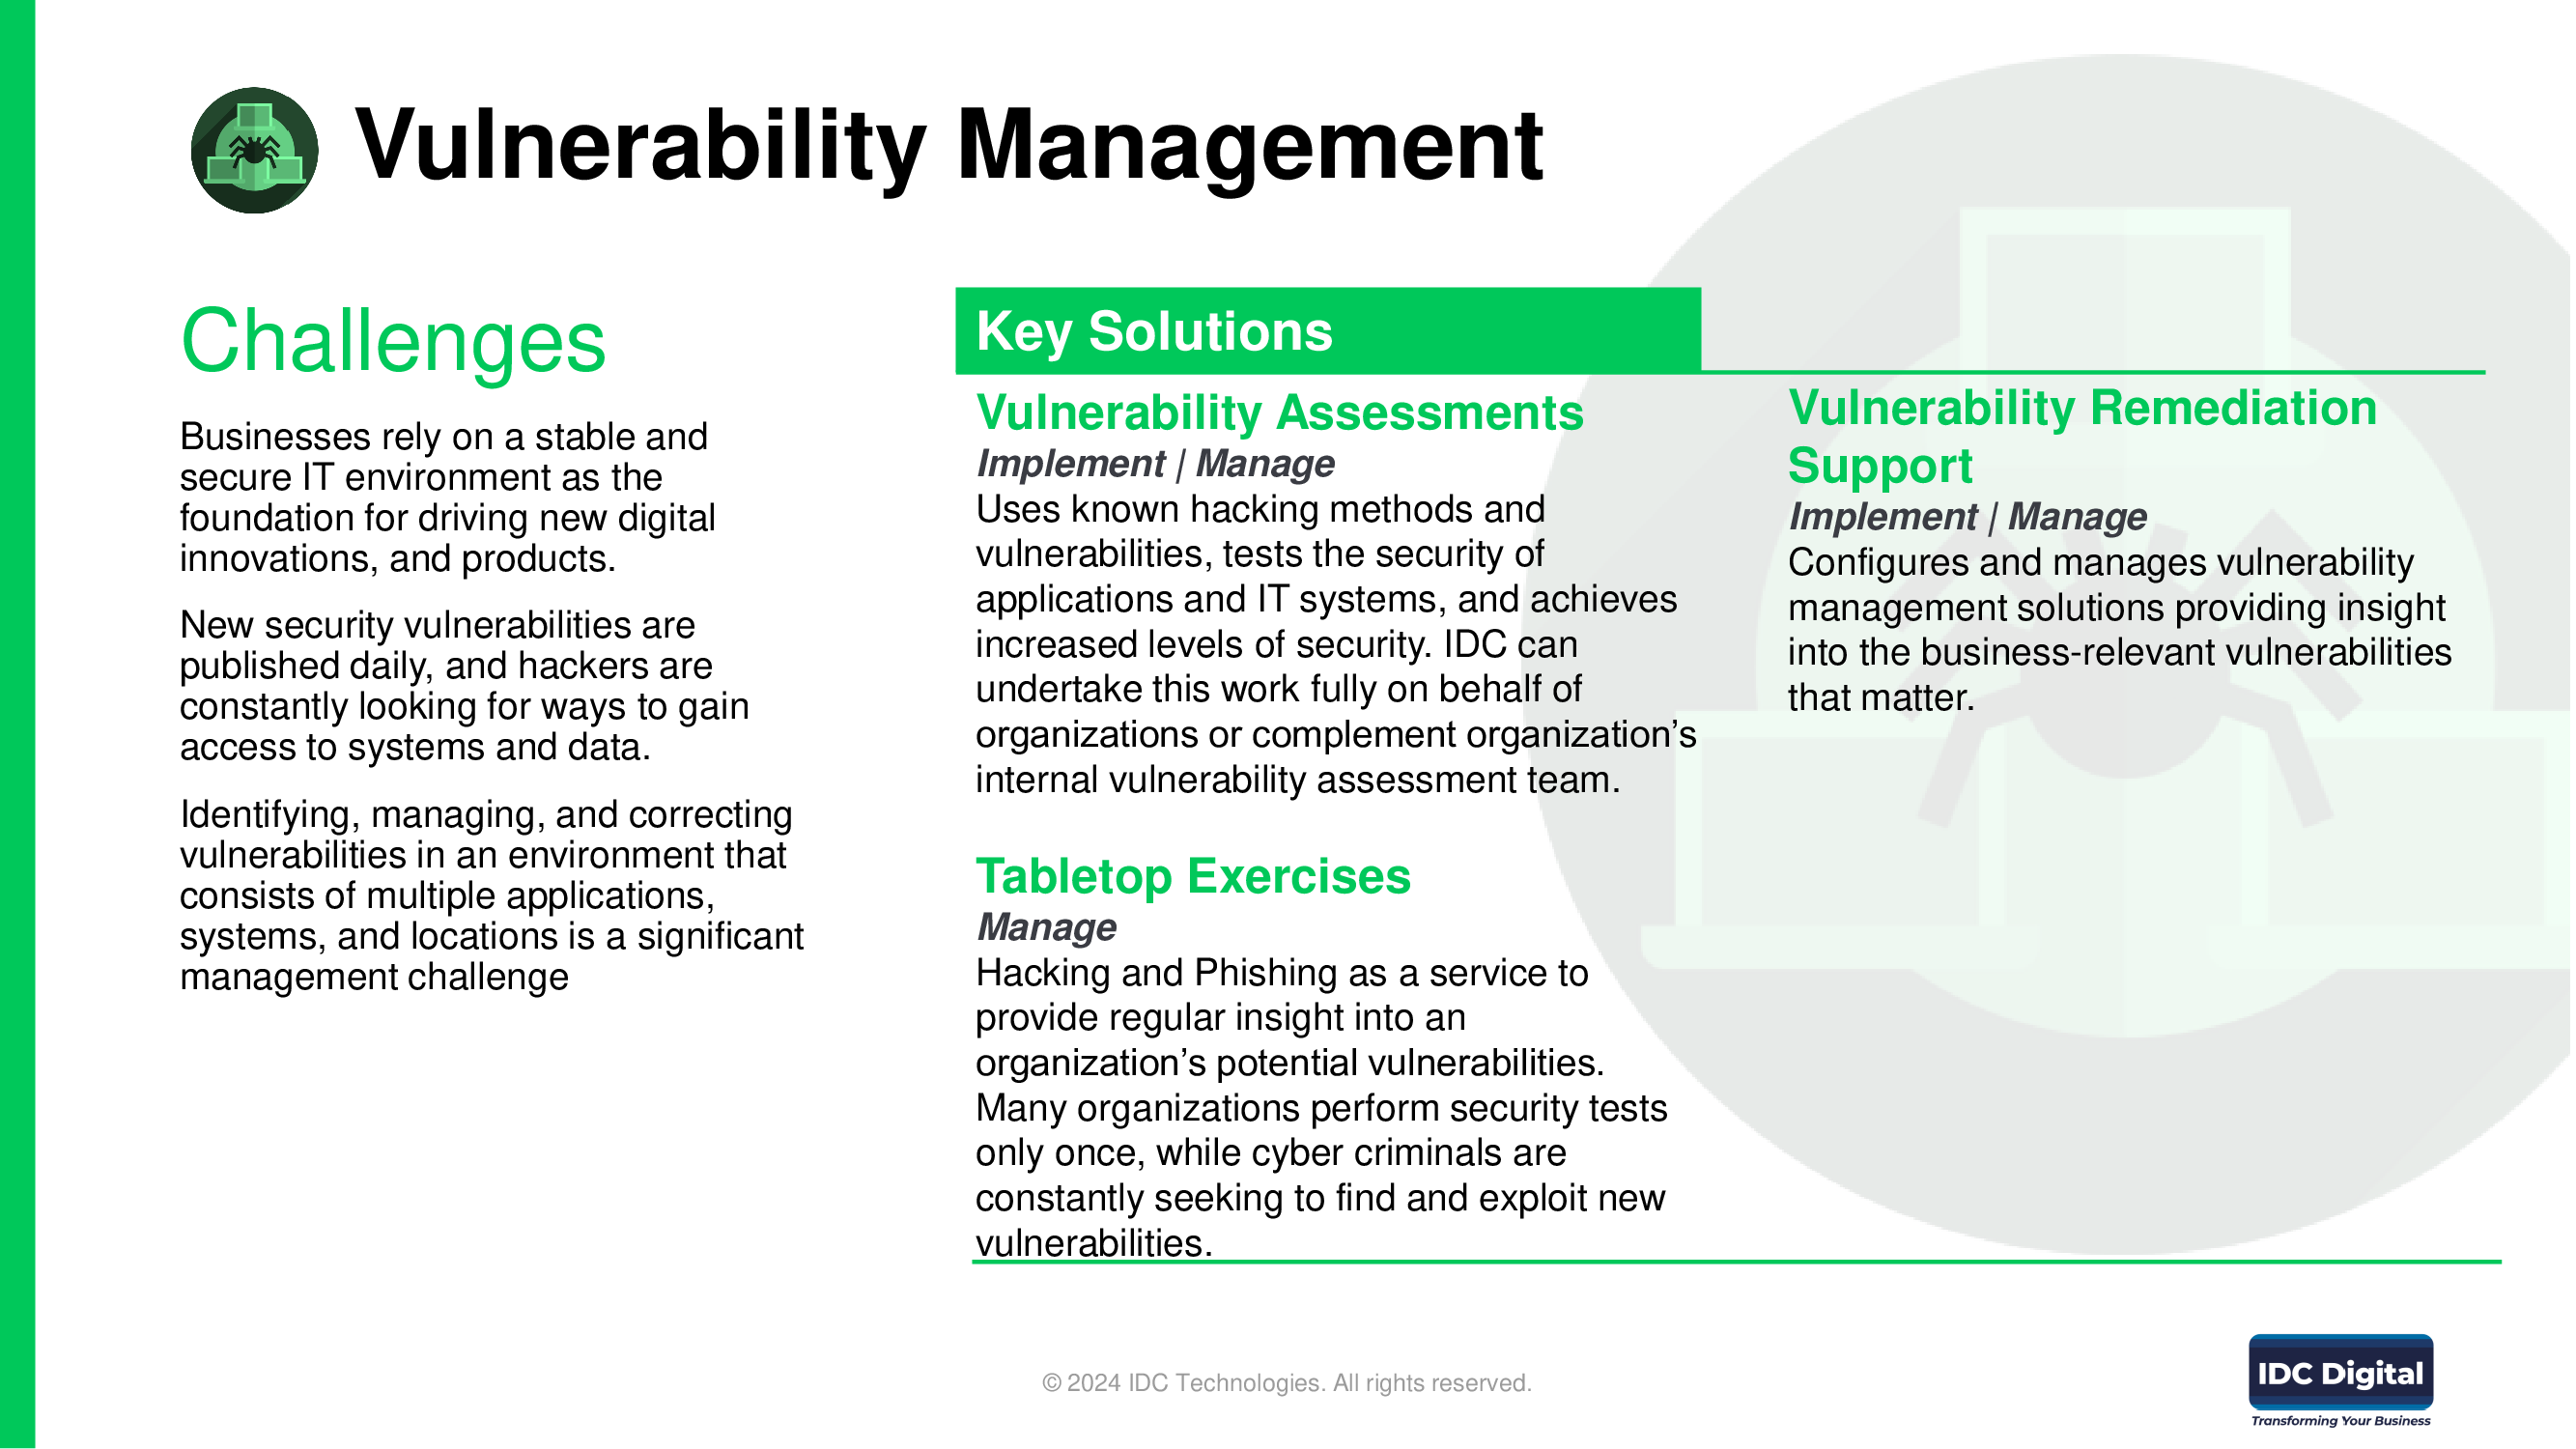 Vulnerability Management
Challenges
Businesses rely on a stable and
secure IT environment as the
foundation for driving new digital
innovations, and products.
New security vulnerabilities are
published daily, and hackers are
constantly looking for ways to gain
access to systems and data.
Identifying, managing, and correcting
vulnerabilities in an environment that
consists of multiple applications,
systems, and locations is a significant
management challenge
Key Solutions
Vulnerability Assessments
Implement | Manage
Uses known hacking methods and
vulnerabilities, tests the security of
applications and IT systems, and achieves
increased levels of security. IDC can
undertake this work fully on behalf of
organizations or complement organization’s
internal vulnerability assessment team.
Tabletop Exercises
Manage
Hacking and Phishing as a service to
provide regular insight into an
organization’s potential vulnerabilities.
Many organizations perform security tests
only once, while cyber criminals are
constantly seeking to find and exploit new
vulnerabilities.
Vulnerability Remediation
Support
Implement | Manage
Configures and manages vulnerability
management solutions providing insight
into the business-relevant vulnerabilities
that matter.
© 2024 IDC Technologies. All rights reserved.
IDC Digital
Transforming Your Business